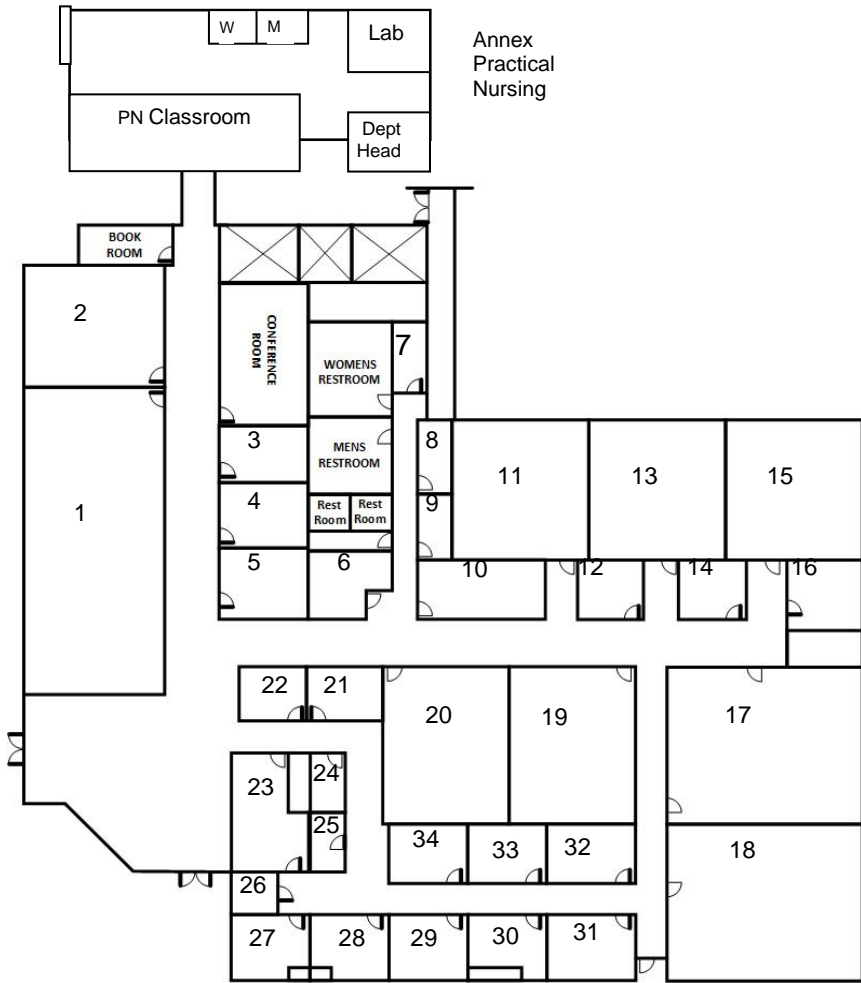 W
M
Lab
Annex
Practical
Nursing
PN Classroom
Dept
Head
BOOK
ROOM
2
CONFERENCE
ROOM
7
WOMENS
RESTROOM
3
MENS
RESTROOM
8
11
13
15
1
4
Rest
Room
Rest
Room
9
5
6
10
12
14
16
22
21
20
19
17
23
24
25
34
33
32
18
26
27
28
29
30
31